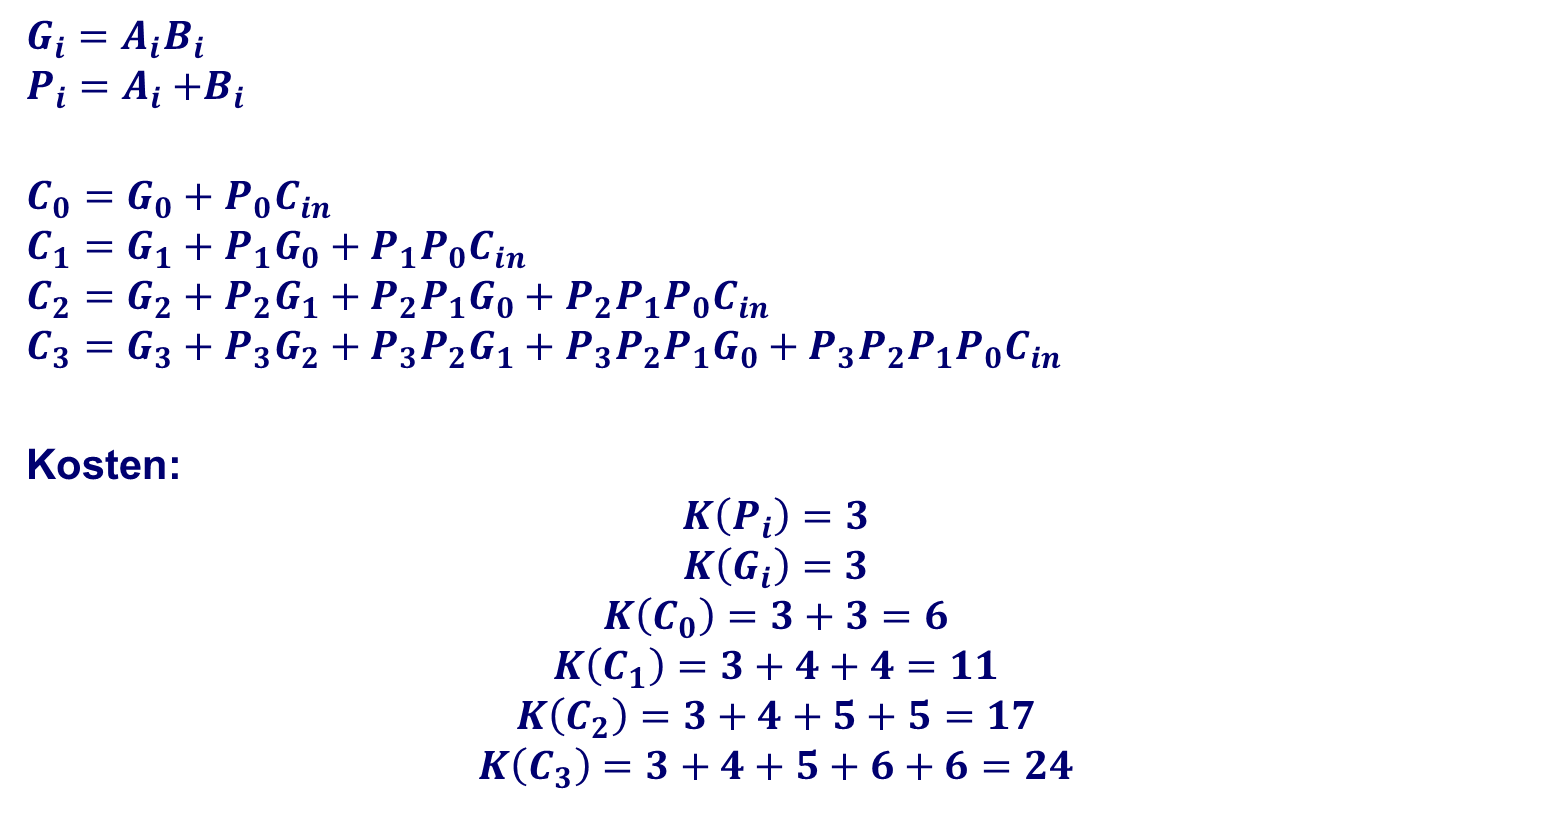 G_i = A_i B_i
P_i = A_i + B_i
C_0 = G_0 + P_0 C_in
C_1 = G_1 + P_1 G_0 + P_1 P_0 C_in
C_2 = G_2 + P_2 G_1 + P_2 P_1 G_0 + P_2 P_1 P_0 C_in
C_3 = G_3 + P_3 G_2 + P_3 P_2 G_1 + P_3 P_2 P_1 G_0 + P_3 P_2 P_1 P_0 C_in
Kosten:
K(P_i) = 3
K(G_i) = 3
K(C_0) = 3 + 3 = 6
K(C_1) = 3 + 4 + 4 = 11
K(C_2) = 3 + 4 + 5 + 5 = 17
K(C_3) = 3 + 4 + 5 + 6 + 6 = 24